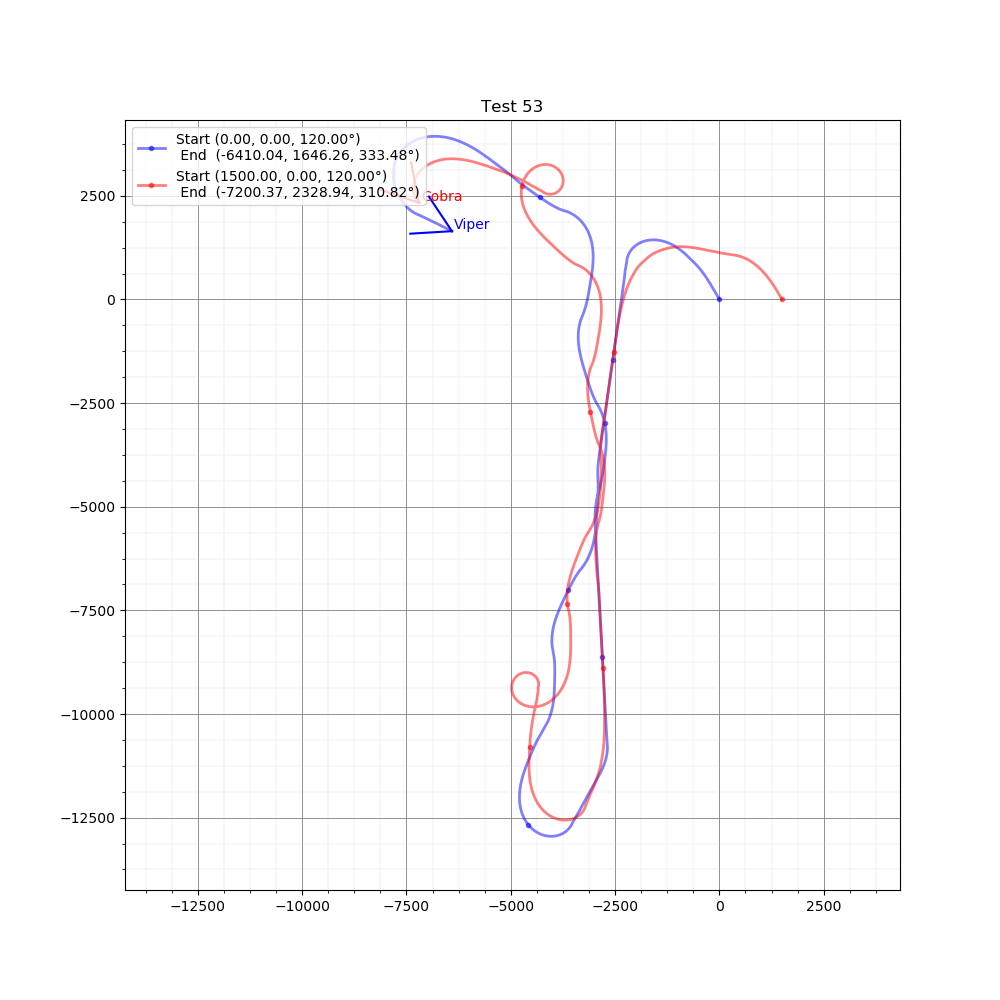 Test 53
Start (0.00, 0.00, 120.00°)
End (-6410.04, 1646.26, 333.48°)
Start (1500.00, 0.00, 120.00°)
End (-7200.37, 2328.94, 310.82°)
Cobra
Viper
2500
0
−2500
−5000
−7500
−10000
−12500
−12500 −10000 −7500 −5000 −2500 0 2500